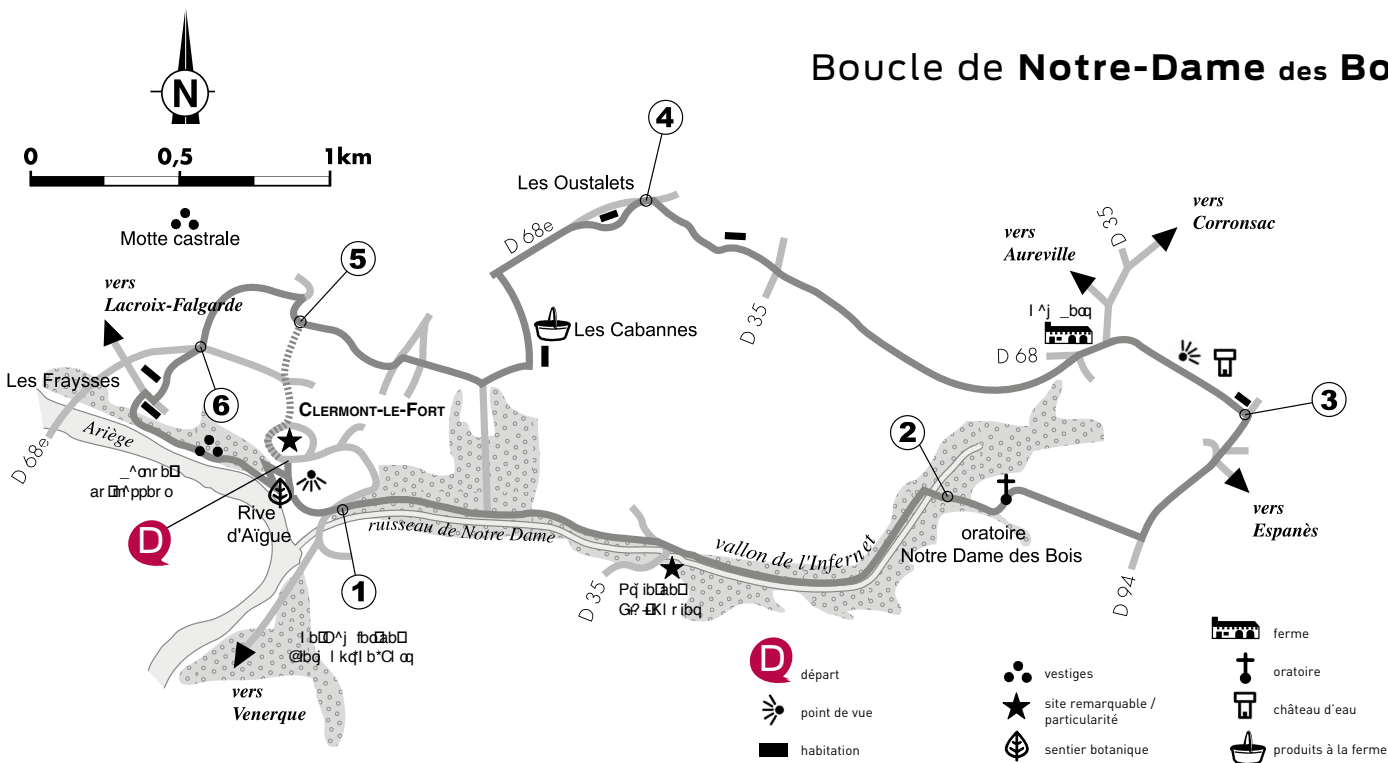 Boucle de Notre-Dame des Bo
N
0 0,5 1km
Motte castrale
vers
Lacroix-Falgarde
5
Les Oustalets
4
D 68e
Les Cabannes
D 35
vers
Aureville
D 35
vers
Corronsac
D 68
3
Les Fraysses
6
CLERMONT-LE-FORT
Ariège
D 68e
D
Rive
d'Aïgue
1
ruisseau de Notre Dame
D 35
vallon de l'Infernet
2
oratoire
Notre Dame des Bois
vers
Espanès
D 94
vers
Venerque
D départ
point de vue
habitation
vestiges
site remarquable /
particularité
sentier botanique
ferme
oratoire
château d'eau
produits à la ferme